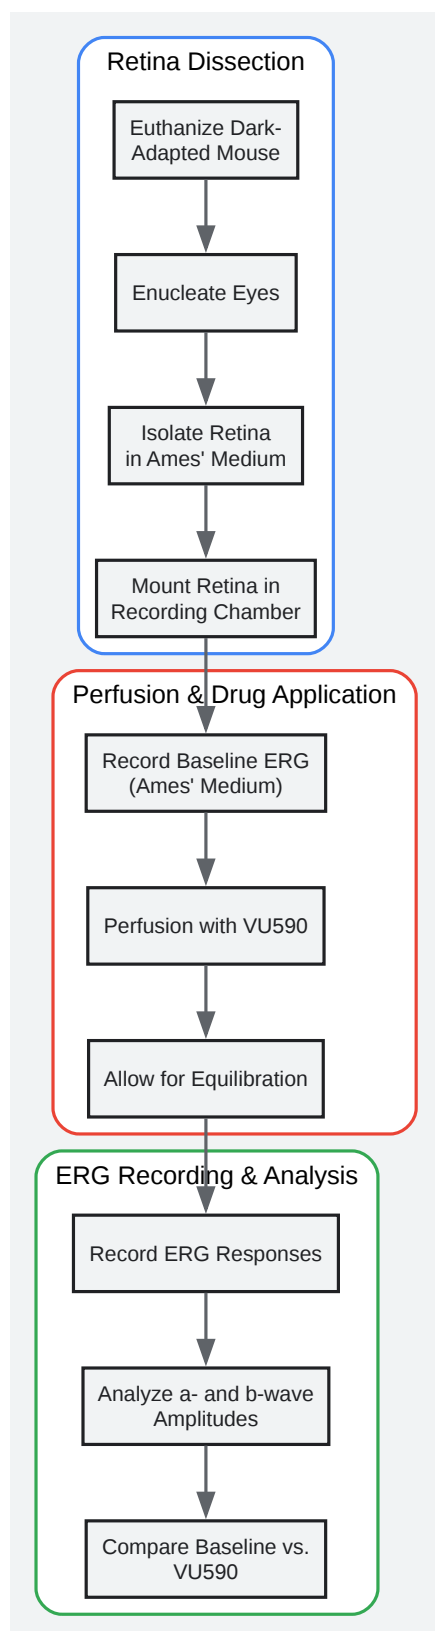 Retina Dissection
Euthanize Dark-
Adapted Mouse
Enucleate Eyes
Isolate Retina
in Ames' Medium
Mount Retina in
Recording Chamber
Perfusion & Drug Application
Record Baseline ERG
(Ames' Medium)
Perfusion with VU590
Allow for Equilibration
ERG Recording & Analysis
Record ERG Responses
Analyze a- and b-wave
Amplitudes
Compare Baseline vs.
VU590